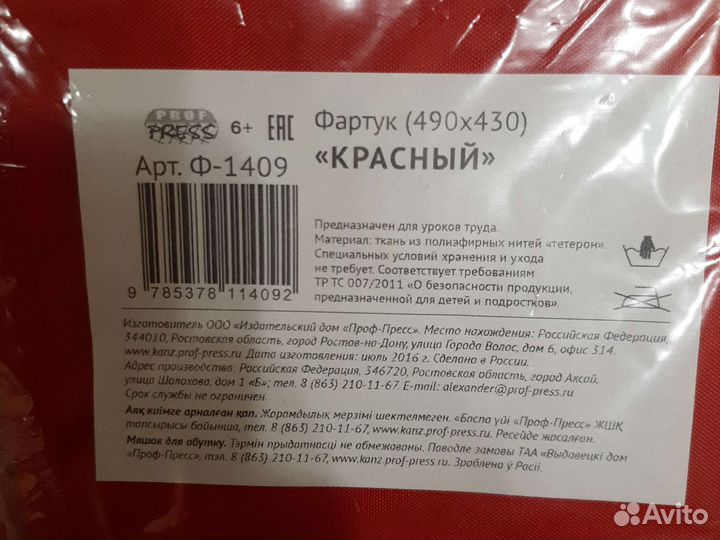 PROF
PRESS
6+
EAC
Фартук (490х430)
«КРАСНЫЙ»
Арт. Ф-1409
9 785378 114092
Предназначен для уроков труда.
Материал: ткань из полиэфирных нитей «тетерон».
Специальных условий хранения и ухода
не требует. Соответствует требованиям
ТР ТС 007/2011 «О безопасности продукции,
предназначенной для детей и подростков».
Изготовитель ООО «Издательский дом «Проф-Пресс». Место нахождения: Российская Федерация,
344010, Ростовская область, город Ростов-на-Дону, улица Города Волос, дом 6, офис 314.
www.kanz.prof-press.ru. Дата изготовления: июль 2016 г. Сделано в России.
Адрес производства: Российская Федерация, 346720, Ростовская область, город Аксай,
улица Шолохова, дом 1 «Б»; тел. 8 (863) 210-11-67. E-mail: alexander@prof-press.ru
Срок службы не ограничен.
Аяқ киімге арналған қап. Жарамдылық мерзімі шектелмеген. «Баспа үйі «Проф-Пресс» ЖШҚ
тапсырысы бойынша, тел. 8 (863) 210-11-67, www.kanz.prof-press.ru. Ресейде жасалған.
Мяшок для абутку. Тэрмін прыдатнасці не абмежаваны. Паводле замовы ТАА «Выдавецкі дом
«Проф-Пресс», тэл. 8 (863) 210-11-67, www.kanz.prof-press.ru. Зроблена ў Расіі.
Avito